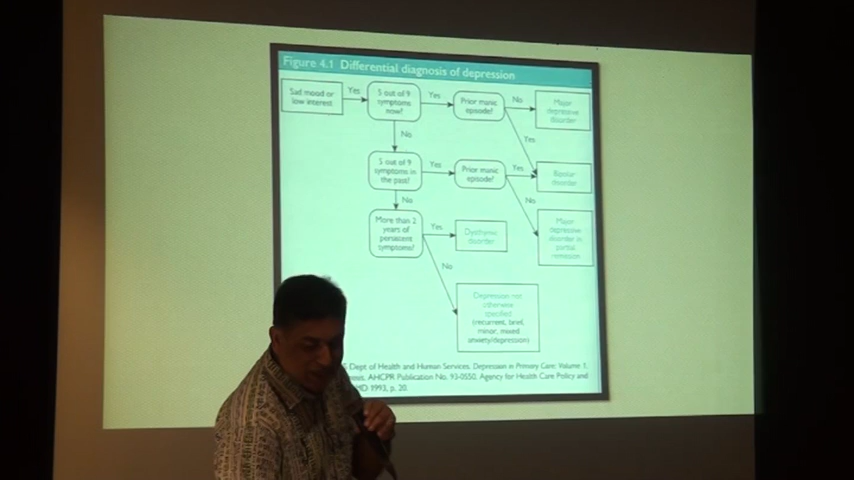 Figure 4.1 Differential diagnosis of depression
Sad mood or
low interest
Yes
5 out of 9
symptoms
now?
Yes
Prior manic
episode?
No
Major
depressive
disorder
Yes
No
5 out of 9
symptoms in
the past?
Yes
Prior manic
episode?
Yes
Bipolar
disorder
No
No
More than 2
years of
persistent
symptoms?
Yes
Dysthymic
disorder
Major
depressive
disorder in
partial
remission
No
Depression not
otherwise
specified
(recurrent, brief,
minor, mixed
anxiety/depression)
Dept of Health and Human Services. Depression in Primary Care: Volume 1.
AHCPR Publication No. 93-0550. Agency for Health Care Policy and
1993, p. 20.